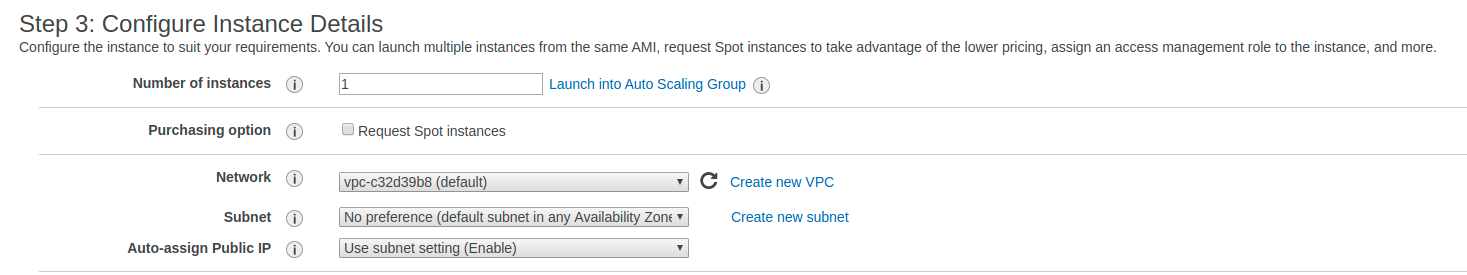 Step 3: Configure Instance Details
Configure the instance to suit your requirements. You can launch multiple instances from the same AMI, request Spot instances to take advantage of the lower pricing, assign an access management role to the instance, and more.
Number of instances i 1 Launch into Auto Scaling Group i
Purchasing option i Request Spot instances
Network i vpc-c32d39b8 (default) Create new VPC
Subnet i No preference (default subnet in any Availability Zone Create new subnet
Auto-assign Public IP i Use subnet setting (Enable)